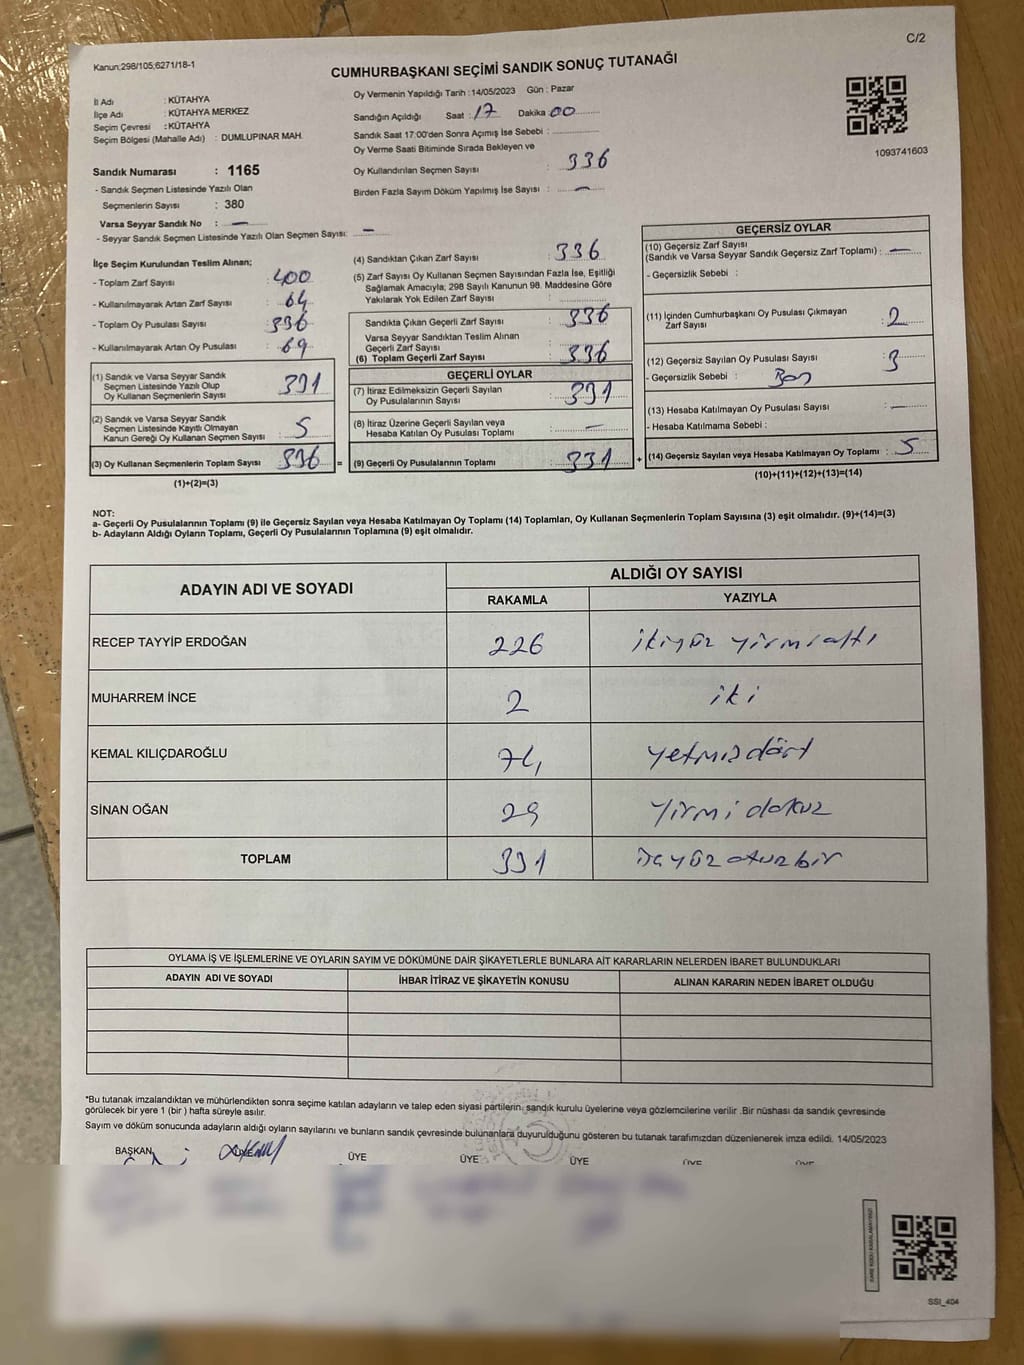 C/2
Kanun;298/105;6271/18-1
CUMHURBAŞKANI SEÇİMİ SANDIK SONUÇ TUTANAĞI
İl Adı : KÜTAHYA
İlçe Adı : KÜTAHYA MERKEZ
Seçim Çevresi : KÜTAHYA
Seçim Bölgesi (Mahalle Adı) : DUMLUPINAR MAH.
Sandık Numarası : 1165
- Sandık Seçmen Listesinde Yazılı Olan
Seçmenlerin Sayısı : 380
Varsa Seyyar Sandık No : —
- Seyyar Sandık Seçmen Listesinde Yazılı Olan Seçmen Sayısı: —
Oy Vermenin Yapıldığı Tarih :14/05/2023 Gün : Pazar
Sandığın Açıldığı Saat : 17 Dakika 00
Sandık Saat 17:00'den Sonra Açımış İse Sebebi :
Oy Verme Saati Bitiminde Sırada Bekleyen ve
Oy Kullandırılan Seçmen Sayısı : 336
Birden Fazla Sayım Döküm Yapılmış İse Sayısı : —
1093741603
İlçe Seçim Kurulundan Teslim Alınan;
- Toplam Zarf Sayısı : 400
- Kullanılmayarak Artan Zarf Sayısı : 64
- Toplam Oy Pusulası Sayısı : 336
- Kullanılmayarak Artan Oy Pusulası : 69
(1) Sandık ve Varsa Seyyar Sandık
Seçmen Listesinde Yazılı Olup
Oy Kullanan Seçmenlerin Sayısı : 331
(2) Sandık ve Varsa Seyyar Sandık
Seçmen Listesinde Kayıtlı Olmayan
Kanun Gereği Oy Kullanan Seçmen Sayısı : 5
(3) Oy Kullanan Seçmenlerin Toplam Sayısı 336 =
(1)+(2)=(3)
(4) Sandıktan Çıkan Zarf Sayısı : 336
(5) Zarf Sayısı Oy Kullanan Seçmen Sayısından Fazla İse, Eşitliği
Sağlamak Amacıyla; 298 Sayılı Kanunun 98. Maddesine Göre
Yakılarak Yok Edilen Zarf Sayısı :
Sandıkta Çıkan Geçerli Zarf Sayısı : 336
Varsa Seyyar Sandıktan Teslim Alınan
Geçerli Zarf Sayısı :
(6) Toplam Geçerli Zarf Sayısı : 336
GEÇERLİ OYLAR
(7) İtiraz Edilmeksizin Geçerli Sayılan
Oy Pusulalarının Sayısı : 331
(8) İtiraz Üzerine Geçerli Sayılan veya
Hesaba Katılan Oy Pusulası Toplamı : —
(9) Geçerli Oy Pusulalarının Toplamı : 331 +
GEÇERSİZ OYLAR
(10) Geçersiz Zarf Sayısı
(Sandık ve Varsa Seyyar Sandık Geçersiz Zarf Toplamı) : —
- Geçersizlik Sebebi :
(11) İçinden Cumhurbaşkanı Oy Pusulası Çıkmayan
Zarf Sayısı : 2
(12) Geçersiz Sayılan Oy Pusulası Sayısı : 3
- Geçersizlik Sebebi :
(13) Hesaba Katılmayan Oy Pusulası Sayısı : —
- Hesaba Katılmama Sebebi :
(14) Geçersiz Sayılan veya Hesaba Katılmayan Oy Toplamı : 5
(10)+(11)+(12)+(13)=(14)
NOT:
a- Geçerli Oy Pusulalarının Toplamı (9) ile Geçersiz Sayılan veya Hesaba Katılmayan Oy Toplamı (14) Toplamları, Oy Kullanan Seçmenlerin Toplam Sayısına (3) eşit olmalıdır. (9)+(14)=(3)
b- Adayların Aldığı Oyların Toplamı, Geçerli Oy Pusulalarının Toplamına (9) eşit olmalıdır.
ADAYIN ADI VE SOYADI
ALDIĞI OY SAYISI
RAKAMLA YAZIYLA
RECEP TAYYİP ERDOĞAN 226 ikiyüz yirmialtı
MUHARREM İNCE 2 iki
KEMAL KILIÇDAROĞLU 74 yetmiş dört
SİNAN OĞAN 29 yirmi dokuz
TOPLAM 331 üçyüz otuz bir
OYLAMA İŞ VE İŞLEMLERİNE VE OYLARIN SAYIM VE DÖKÜMÜNE DAİR ŞİKAYETLERLE BUNLARA AİT KARARLARIN NELERDEN İBARET BULUNDUKLARI
ADAYIN ADI VE SOYADI İHBAR İTİRAZ VE ŞİKAYETİN KONUSU ALINAN KARARIN NEDEN İBARET OLDUĞU
*Bu tutanak imzalandıktan ve mühürlendikten sonra seçime katılan adayların ve talep eden siyasi partilerin; sandık kurulu üyelerine veya gözlemcilerine verilir .Bir nüshası da sandık çevresinde
görülecek bir yere 1 (bir ) hafta süreyle asılır.
Sayım ve döküm sonucunda adayların aldığı oyların sayılarını ve bunların sandık çevresinde bulunanlara duyurulduğunu gösteren bu tutanak tarafımızdan düzenlenerek imza edildi. 14/05/2023
BAŞKAN ÜYE ÜYE ÜYE ÜYE ÜYE
SSI_404